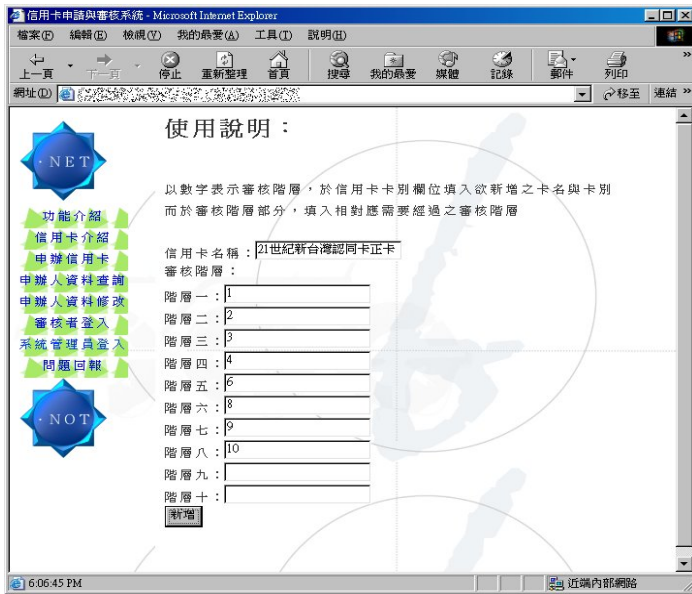 信用卡申請與審核系統 - Microsoft Internet Explorer
檔案(F) 編輯(E) 檢視(V) 我的最愛(A) 工具(T) 說明(H)
上一頁 下一頁 停止 重新整理 首頁 搜尋 我的最愛 媒體 記錄 郵件 列印 »
網址(D) 移至 連結 »
.NET
功能介紹
信用卡介紹
申辦信用卡
申辦人資料查詢
申辦人資料修改
審核者登入
系統管理員登入
問題回報
.NOT
使用說明：
以數字表示審核階層，於信用卡卡別欄位填入欲新增之卡名與卡別
而於審核階層部分，填入相對應需要經過之審核階層
信用卡名稱：21世紀新台灣認同卡正卡
審核階層：
階層一：1
階層二：2
階層三：3
階層四：4
階層五：6
階層六：8
階層七：9
階層八：10
階層九：
階層十：
新增
6:06:45 PM 近端內部網路